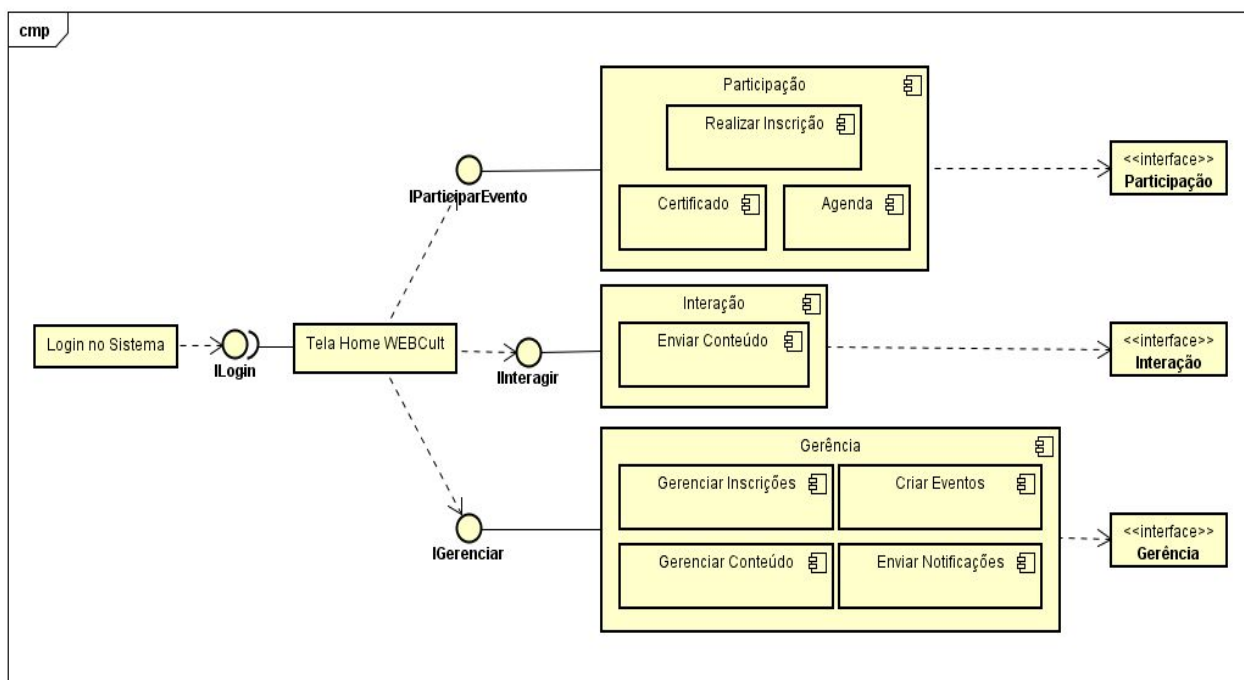 cmp
Participação
Realizar Inscrição
Certificado
Agenda
IParticiparEvento
<<interface>>
Participação
Login no Sistema
ILogin
Tela Home WEBCult
IInteragir
Interação
Enviar Conteúdo
<<interface>>
Interação
IGerenciar
Gerência
Gerenciar Inscrições
Criar Eventos
Gerenciar Conteúdo
Enviar Notificações
<<interface>>
Gerência